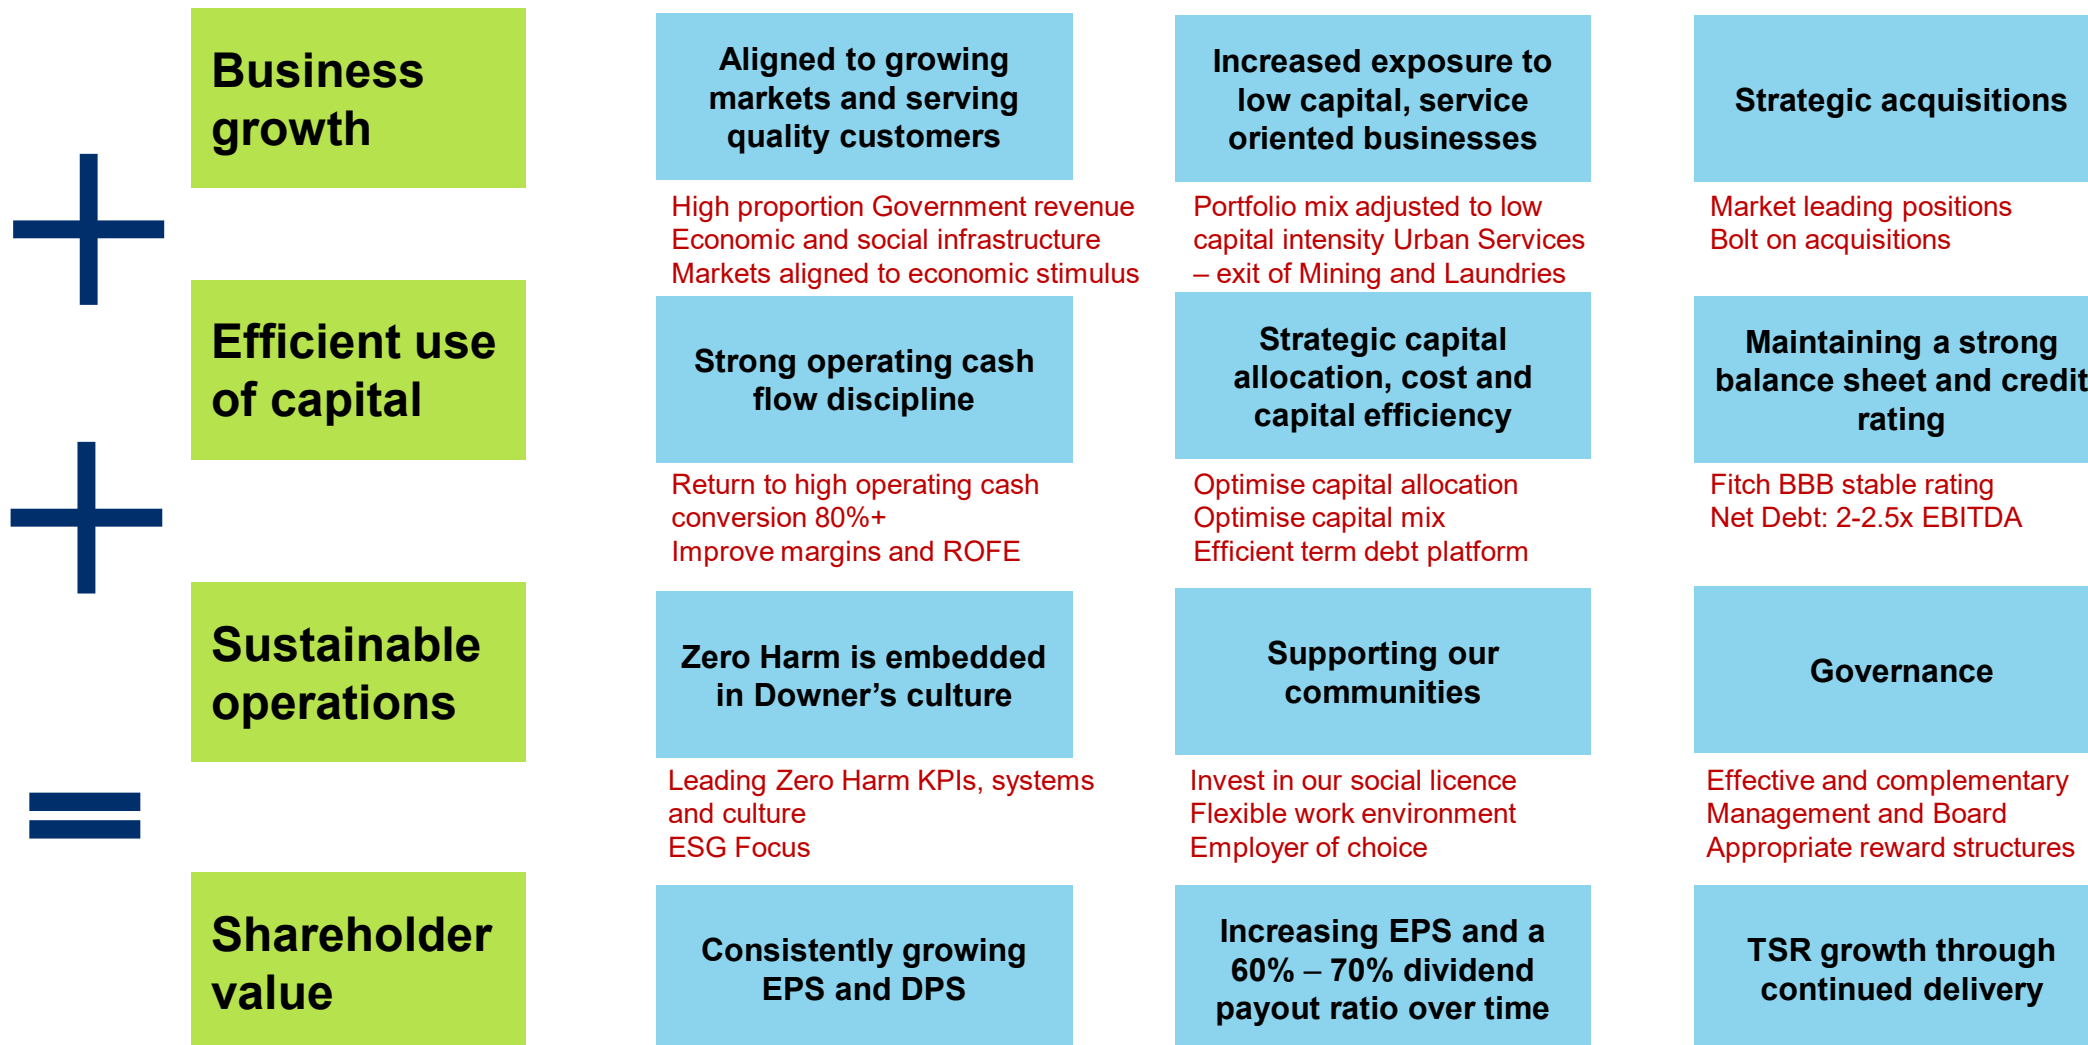 Business
growth
Aligned to growing
markets and serving
quality customers
High proportion Government revenue
Economic and social infrastructure
Markets aligned to economic stimulus
Increased exposure to
low capital, service
oriented businesses
Portfolio mix adjusted to low
capital intensity Urban Services
– exit of Mining and Laundries
Strategic acquisitions
Market leading positions
Bolt on acquisitions
+
Efficient use
of capital
Strong operating cash
flow discipline
Return to high operating cash
conversion 80%+
Improve margins and ROFE
Strategic capital
allocation, cost and
capital efficiency
Optimise capital allocation
Optimise capital mix
Efficient term debt platform
Maintaining a strong
balance sheet and credit
rating
Fitch BBB stable rating
Net Debt: 2-2.5x EBITDA
+
Sustainable
operations
Zero Harm is embedded
in Downer’s culture
Leading Zero Harm KPIs, systems
and culture
ESG Focus
Supporting our
communities
Invest in our social licence
Flexible work environment
Employer of choice
Governance
Effective and complementary
Management and Board
Appropriate reward structures
=
Shareholder
value
Consistently growing
EPS and DPS
Increasing EPS and a
60% – 70% dividend
payout ratio over time
TSR growth through
continued delivery